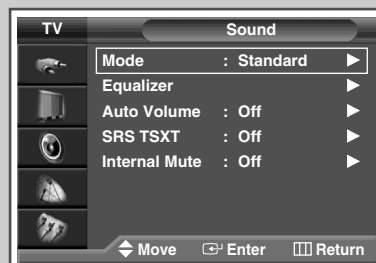 TV
Sound
Mode : Standard
Equalizer
Auto Volume : Off
SRS TSXT : Off
Internal Mute : Off
Move Enter Return